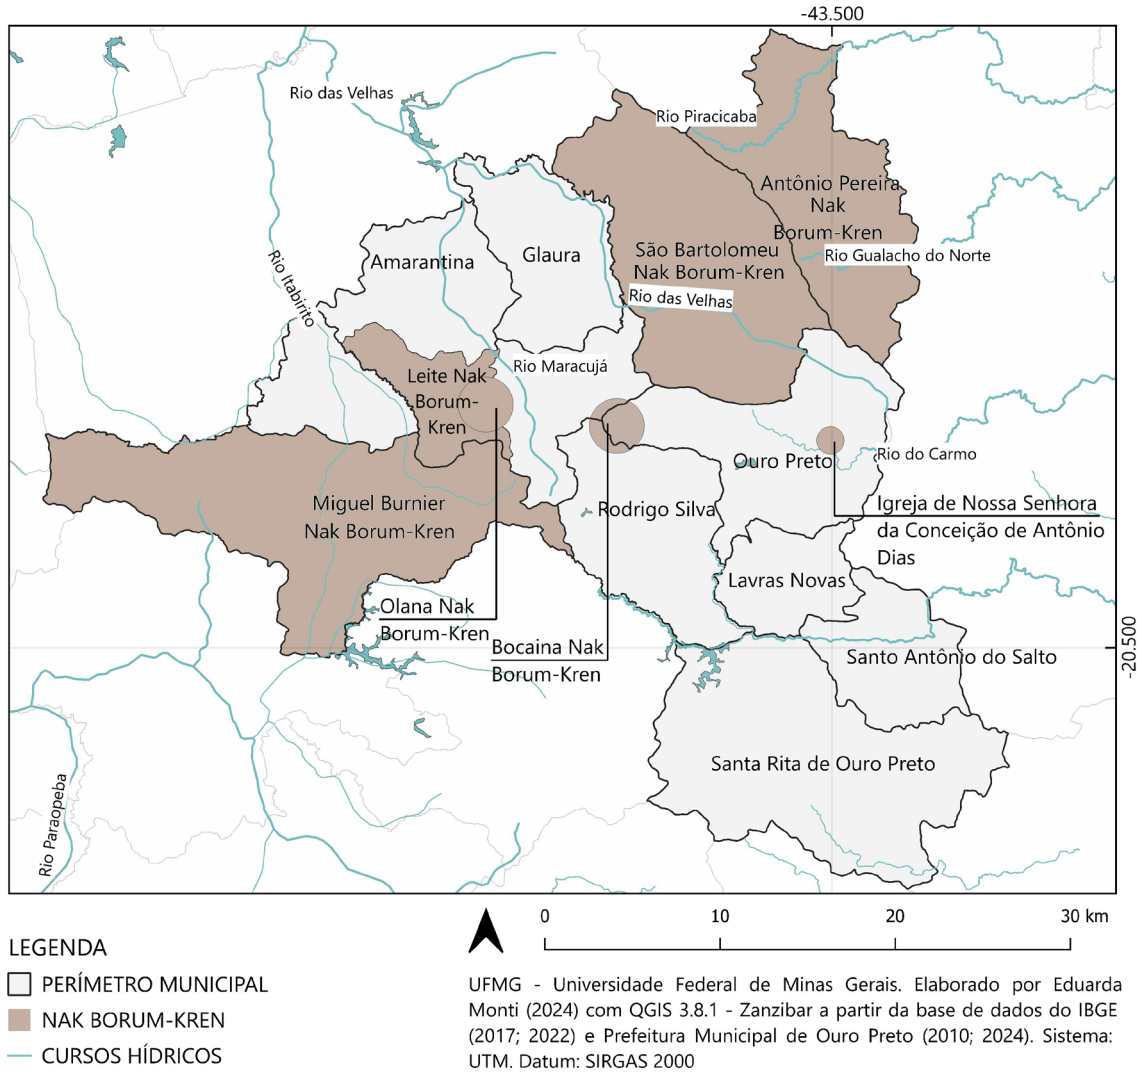 -43.500
Rio das Velhas
Rio Piracicaba
Antônio Pereira
Nak
Borum-Kren
Glaura
São Bartolomeu
Nak Borum-Kren
Amarantina
Rio Gualacho do Norte
Rio Itabirito
Rio das Velhas
Rio Maracujá
Leite Nak
Borum-
Kren
Ouro Preto
Rio do Carmo
Miguel Burnier
Nak Borum-Kren
Rodrigo Silva
Igreja de Nossa Senhora
da Conceição de Antônio
Dias
Lavras Novas
Olana Nak
Borum-Kren
Bocaina Nak
Borum-Kren
Santo Antônio do Salto
-20.500
Santa Rita de Ouro Preto
Rio Paraopeba
0 10 20 30 km
LEGENDA
PERÍMETRO MUNICIPAL
NAK BORUM-KREN
CURSOS HÍDRICOS
UFMG - Universidade Federal de Minas Gerais. Elaborado por Eduarda
Monti (2024) com QGIS 3.8.1 - Zanzibar a partir da base de dados do IBGE
(2017; 2022) e Prefeitura Municipal de Ouro Preto (2010; 2024). Sistema:
UTM. Datum: SIRGAS 2000